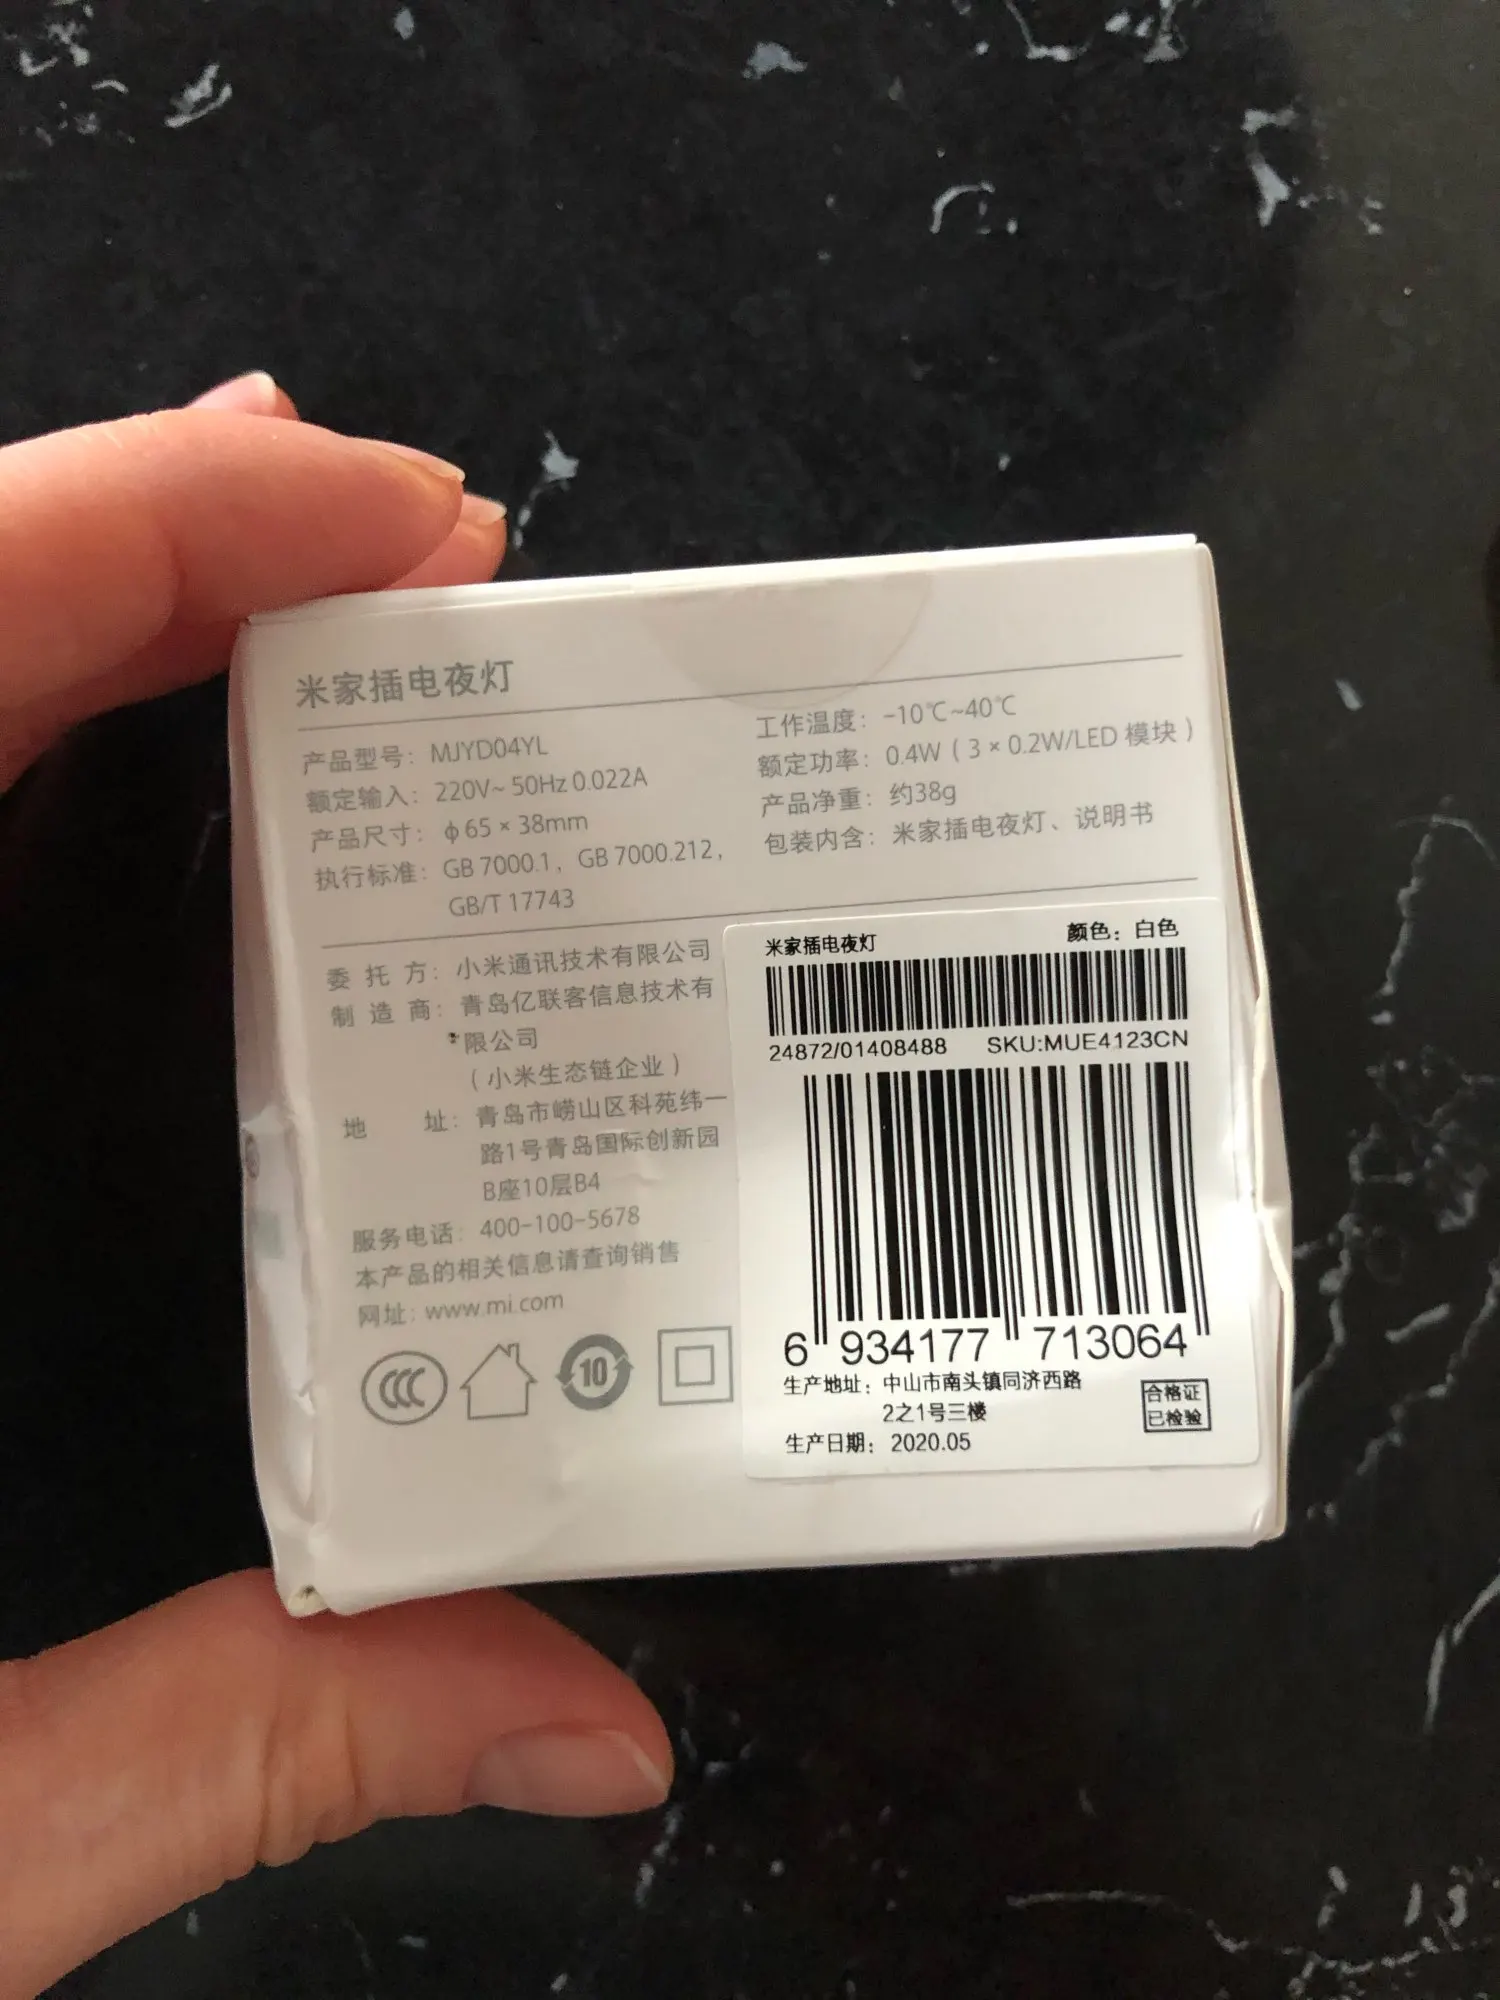 米家插电夜灯
产品型号：MJYD04YL
额定输入：220V~ 50Hz 0.022A
产品尺寸：ϕ 65 × 38mm
执行标准：GB 7000.1，GB 7000.212，
GB/T 17743
工作温度：-10℃~40℃
额定功率：0.4W（3 × 0.2W/LED 模块）
产品净重：约38g
包装内含：米家插电夜灯、说明书
委托方：小米通讯技术有限公司
制造商：青岛亿联客信息技术有
限公司
（小米生态链企业）
地址：青岛市崂山区科苑纬一
路1号青岛国际创新园
B座10层B4
服务电话：400-100-5678
本产品的相关信息请查询销售
网址：www.mi.com
CCC
10
米家插电夜灯 颜色：白色
24872/01408488 SKU:MUE4123CN
6 934177 713064
生产地址：中山市南头镇同济西路
2之1号三楼
生产日期：2020.05
合格证
已检验